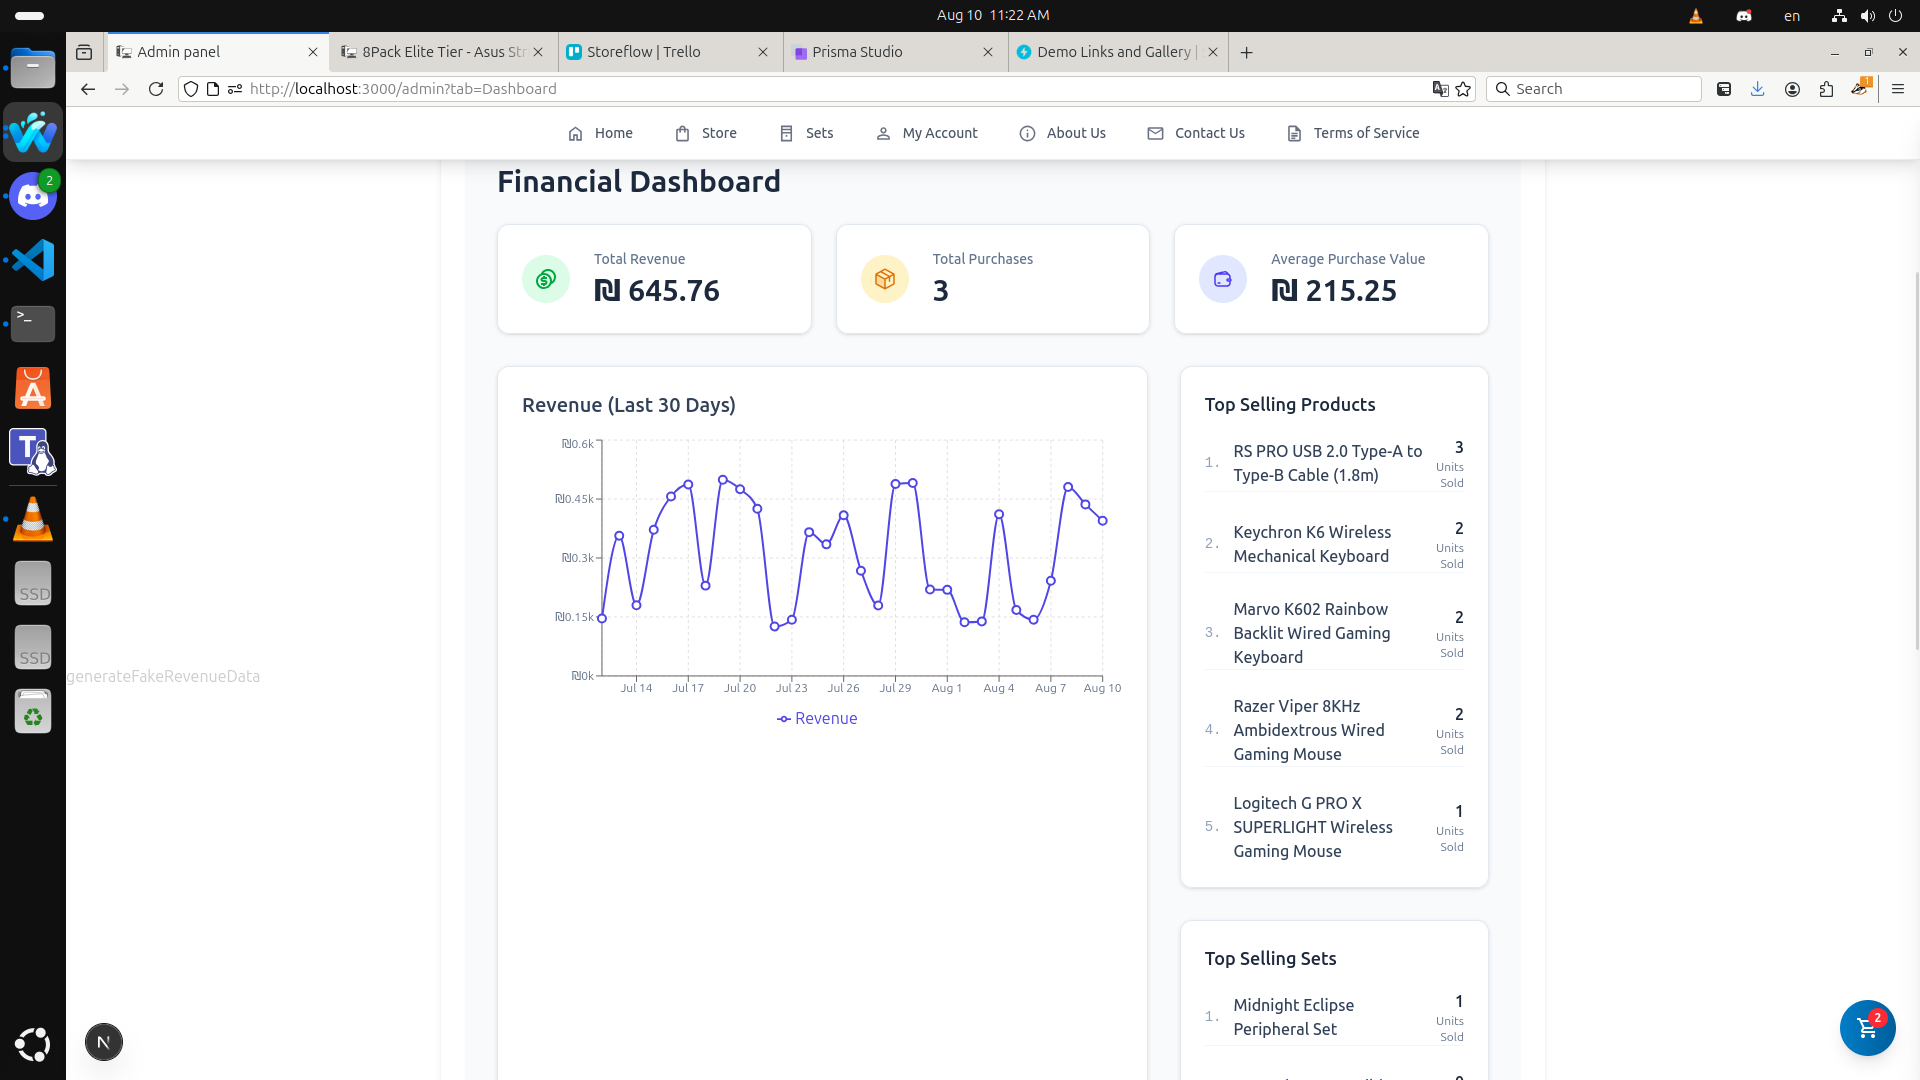 Aug 10 11:22 AM
en
Admin panel
8Pack Elite Tier - Asus Str
Storeflow | Trello
Prisma Studio
Demo Links and Gallery |
http://localhost:3000/admin?tab=Dashboard
Search
1
2
Home
Store
Sets
My Account
About Us
Contact Us
Terms of Service
Financial Dashboard
Total Revenue
₪ 645.76
Total Purchases
3
Average Purchase Value
₪ 215.25
Revenue (Last 30 Days)
₪0.6k
₪0.45k
₪0.3k
₪0.15k
₪0k
Jul 14
Jul 17
Jul 20
Jul 23
Jul 26
Jul 29
Aug 1
Aug 4
Aug 7
Aug 10
Revenue
Top Selling Products
1.
RS PRO USB 2.0 Type-A to
Type-B Cable (1.8m)
3
Units
Sold
2.
Keychron K6 Wireless
Mechanical Keyboard
2
Units
Sold
3.
Marvo K602 Rainbow
Backlit Wired Gaming
Keyboard
2
Units
Sold
4.
Razer Viper 8KHz
Ambidextrous Wired
Gaming Mouse
2
Units
Sold
5.
Logitech G PRO X
SUPERLIGHT Wireless
Gaming Mouse
1
Units
Sold
Top Selling Sets
1.
Midnight Eclipse
Peripheral Set
1
Units
Sold
generateFakeRevenueData
SSD
SSD
N
2